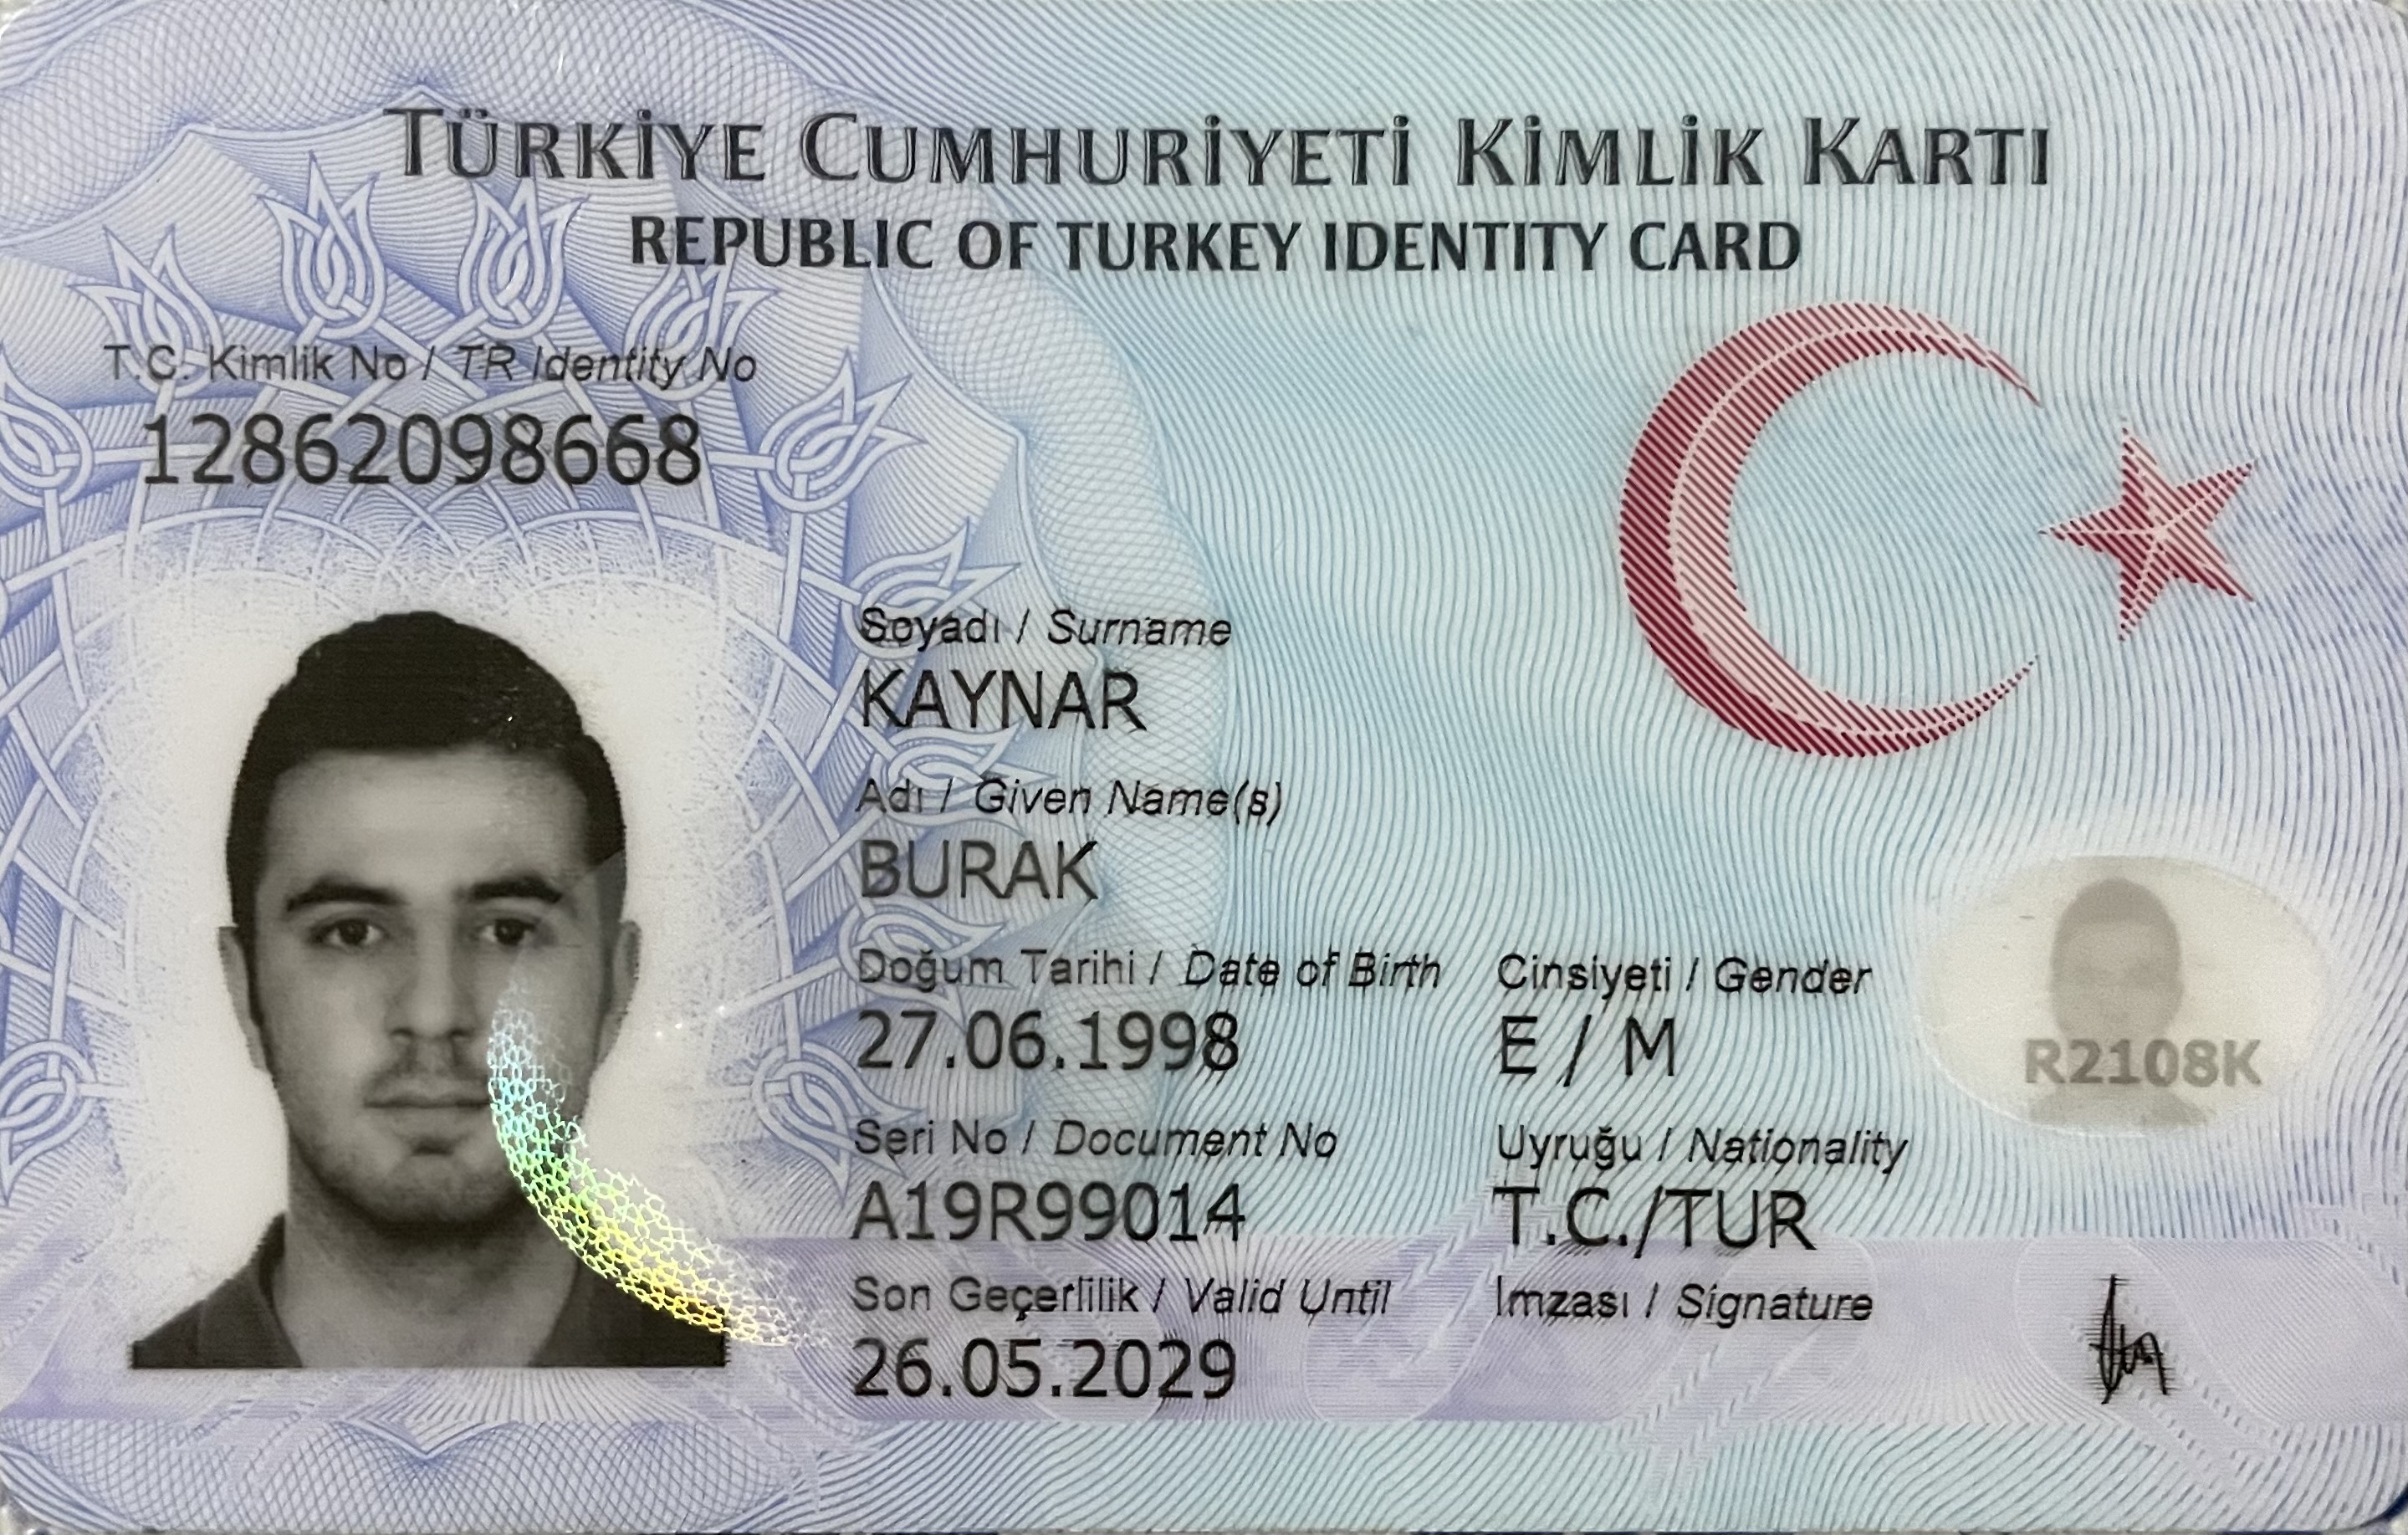 TÜRKİYE CUMHURİYETİ KİMLİK KARTI
REPUBLIC OF TURKEY IDENTITY CARD
T.C. Kimlik No / TR Identity No
12862098668
Soyadı / Surname
KAYNAR
Adı / Given Name(s)
BURAK
Doğum Tarihi / Date of Birth
27.06.1998
Cinsiyeti / Gender
E / M
R2108K
Seri No / Document No
A19R99014
Uyruğu / Nationality
T.C./TUR
Son Geçerlilik / Valid Until
26.05.2029
İmzası / Signature